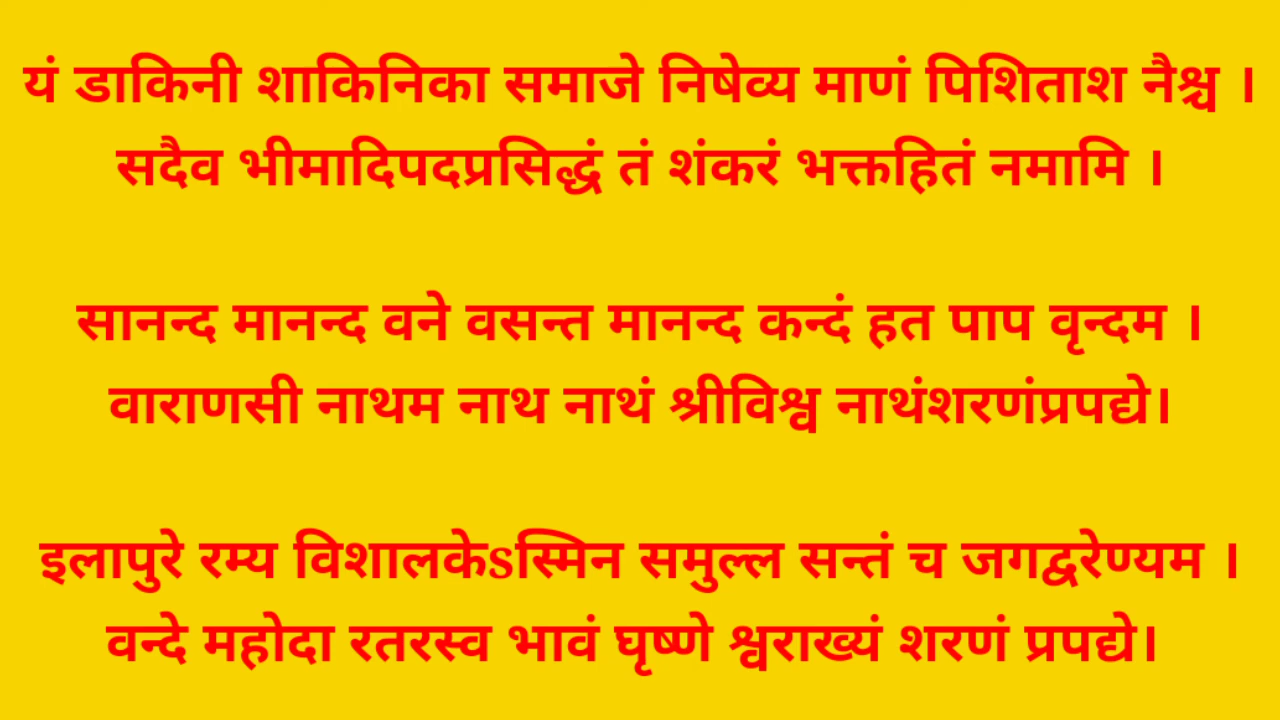 यं डाकिनी शाकिनिका समाजे निषेव्य माणं पिशिताश नैश्च ।
सदैव भीमादिपदप्रसिद्धं तं शंकरं भक्तहितं नमामि ।
सानन्द मानन्द वने वसन्त मानन्द कन्दं हत पाप वृन्दम ।
वाराणसी नाथम नाथ नाथं श्रीविश्व नाथंशरणंप्रपद्ये।
इलापुरे रम्य विशालकेsस्मिन समुल्ल सन्तं च जगद्वरेण्यम ।
वन्दे महोदा रतरस्व भावं घृष्णे श्वराख्यं शरणं प्रपद्ये।